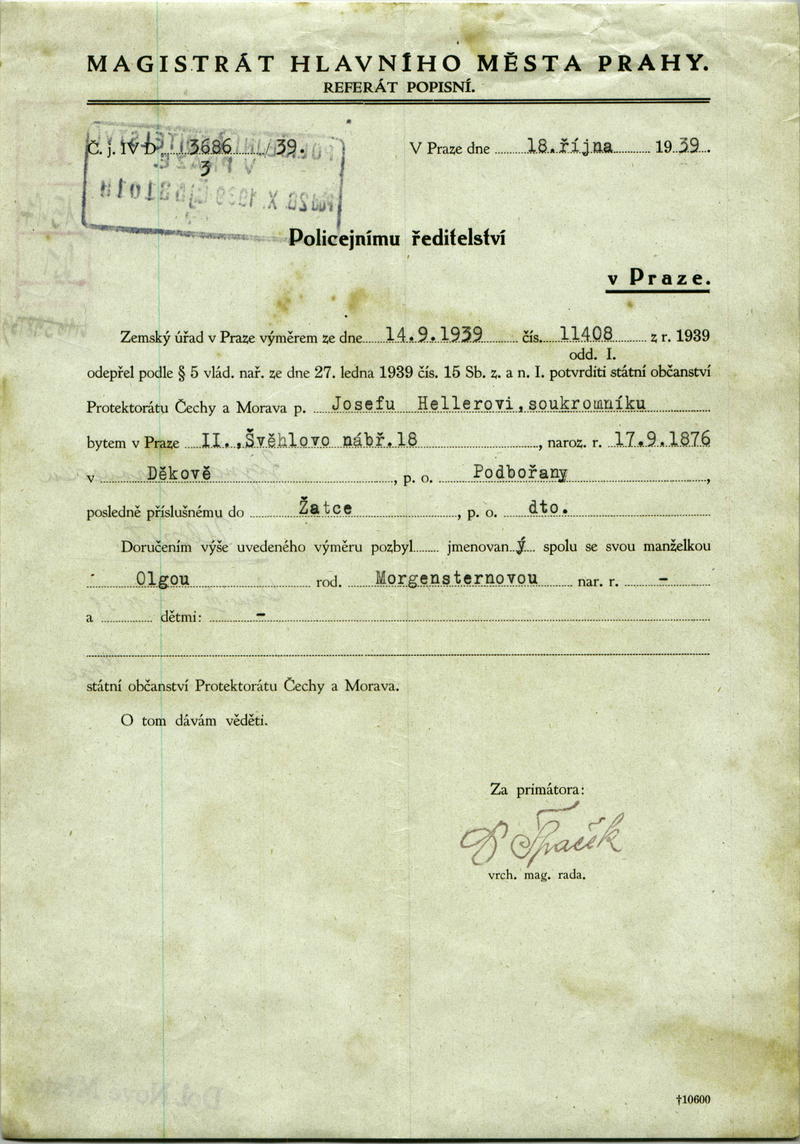 MAGISTRÁT HLAVNÍHO MĚSTA PRAHY.
REFERÁT POPISNÍ.
Č. j. IV-D 3686 / 39.
3
V Praze dne 18.října 19 39.
Policejnímu ředitelství
v Praze.
Zemský úřad v Praze výměrem ze dne 14.9.1939 čís. 11408 z r. 1939
odd. I.
odepřel podle § 5 vlád. nař. ze dne 27. ledna 1939 čís. 15 Sb. z. a n. I. potvrditi státní občanství
Protektorátu Čechy a Morava p. Josefu Hellerovi,soukromníku
bytem v Praze II.,Švěhlovo nábř.18, naroz. r. 17.9.1876
v Děkově, p. o. Podbořany,
posledně příslušnému do Žatce, p. o. dto.
Doručením výše uvedeného výměru pozbyl jmenovaný spolu se svou manželkou
Olgou rod. Morgensternovou nar. r. -
a dětmi: -
státní občanství Protektorátu Čechy a Morava.
O tom dávám věděti.
Za primátora:
vrch. mag. rada.
†10600